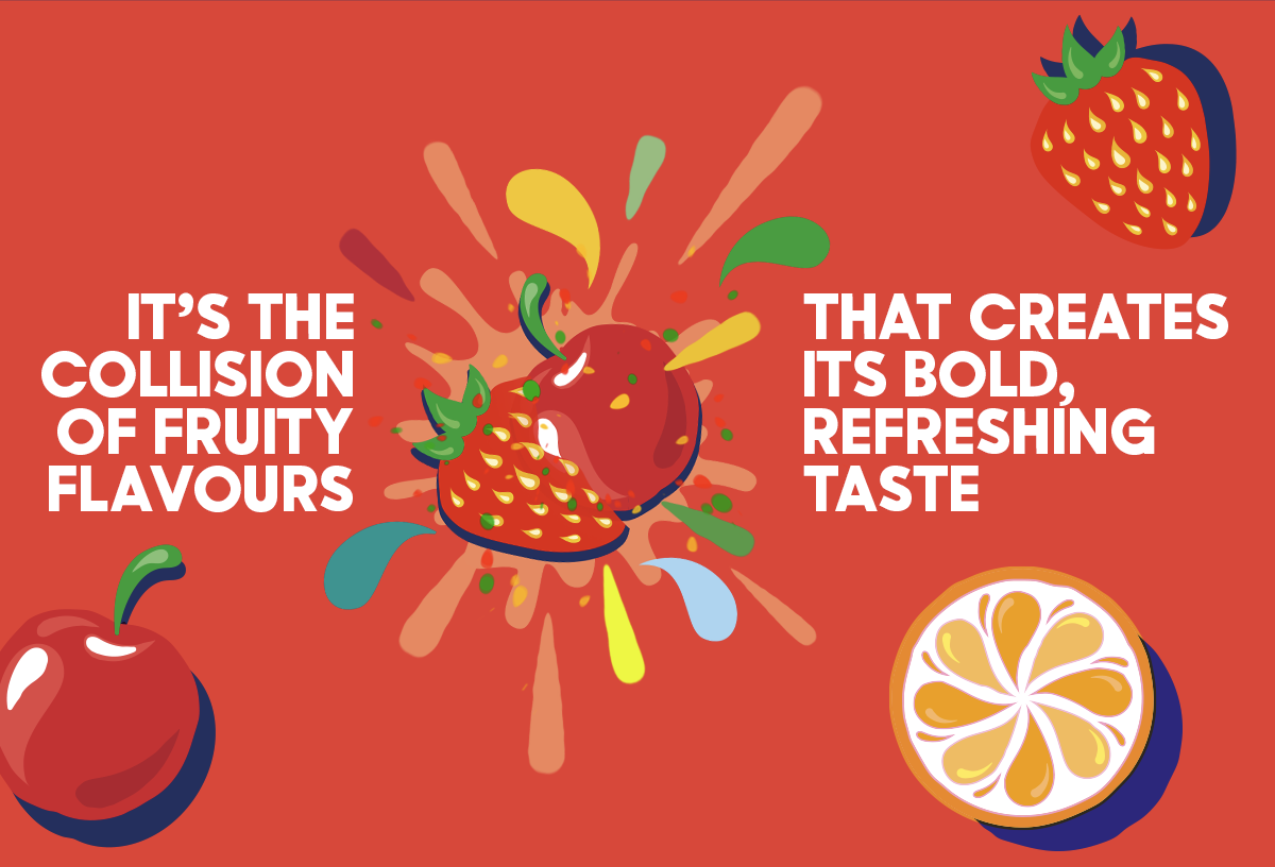 IT’S THE
COLLISION
OF FRUITY
FLAVOURS
THAT CREATES
ITS BOLD,
REFRESHING
TASTE